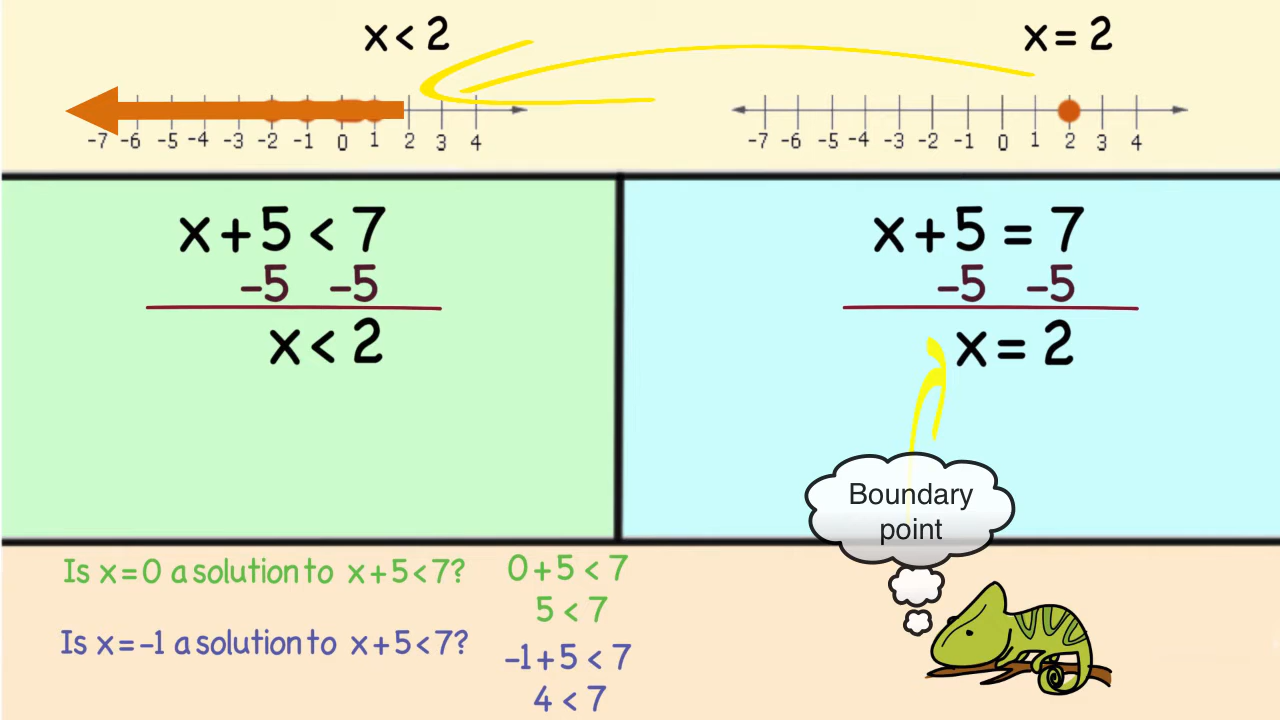 x < 2
x = 2
-7 -6 -5 -4 -3 -2 -1 0 1 2 3 4
-7 -6 -5 -4 -3 -2 -1 0 1 2 3 4
x + 5 < 7
-5 -5
x < 2
x + 5 = 7
-5 -5
x = 2
Boundary
point
Is x = 0 a solution to x + 5 < 7?
0 + 5 < 7
5 < 7
Is x = -1 a solution to x + 5 < 7?
-1 + 5 < 7
4 < 7